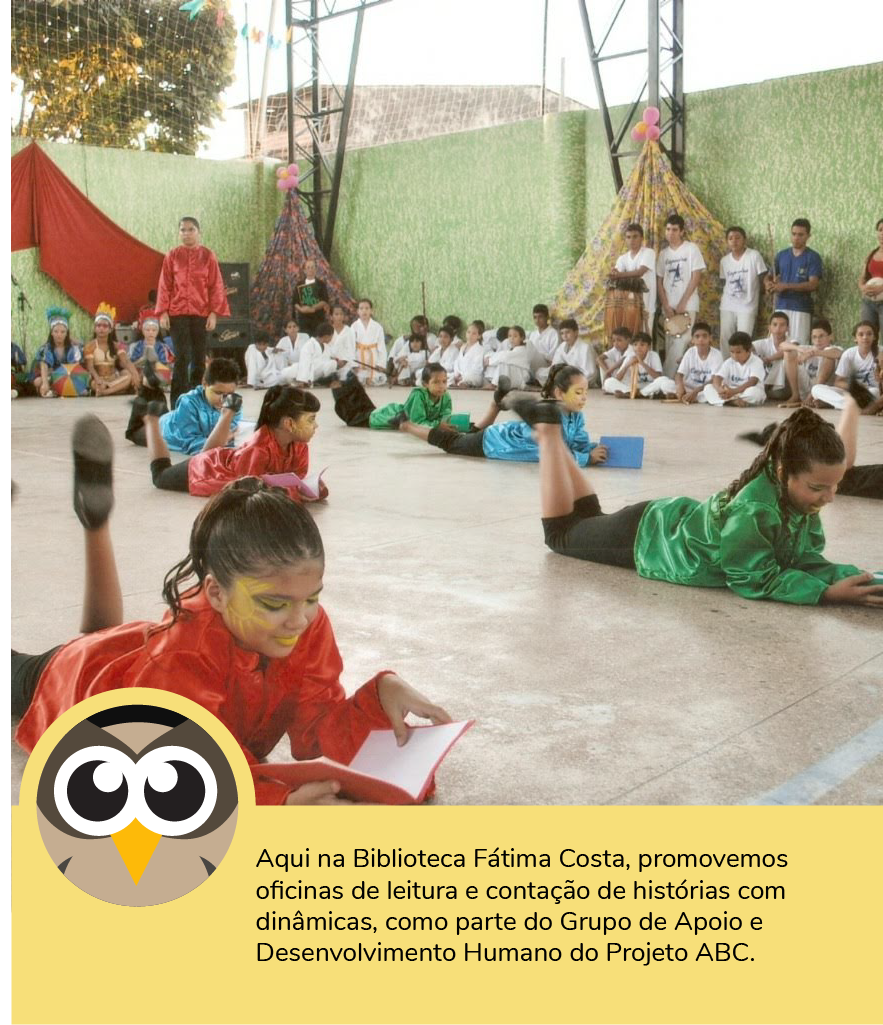 Aqui na Biblioteca Fátima Costa, promovemos
oficinas de leitura e contação de histórias com
dinâmicas, como parte do Grupo de Apoio e
Desenvolvimento Humano do Projeto ABC.